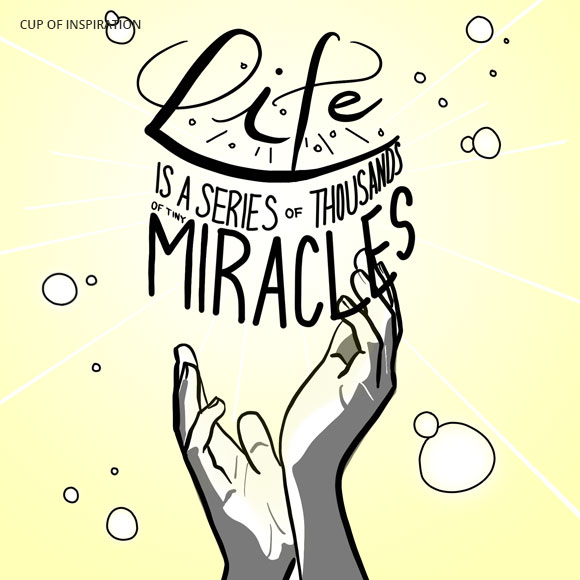 CUP OF INSPIRATION
Life
IS A SERIES OF THOUSANDS
OF TINY
MIRACLES